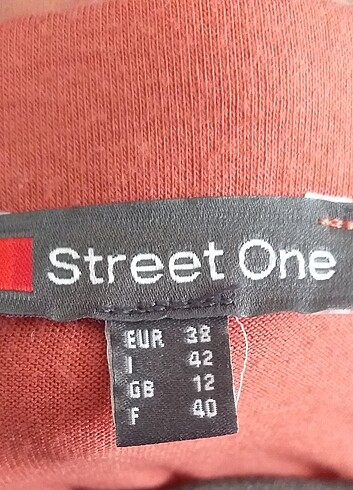 Street One
EUR 38
I 42
GB 12
F 40